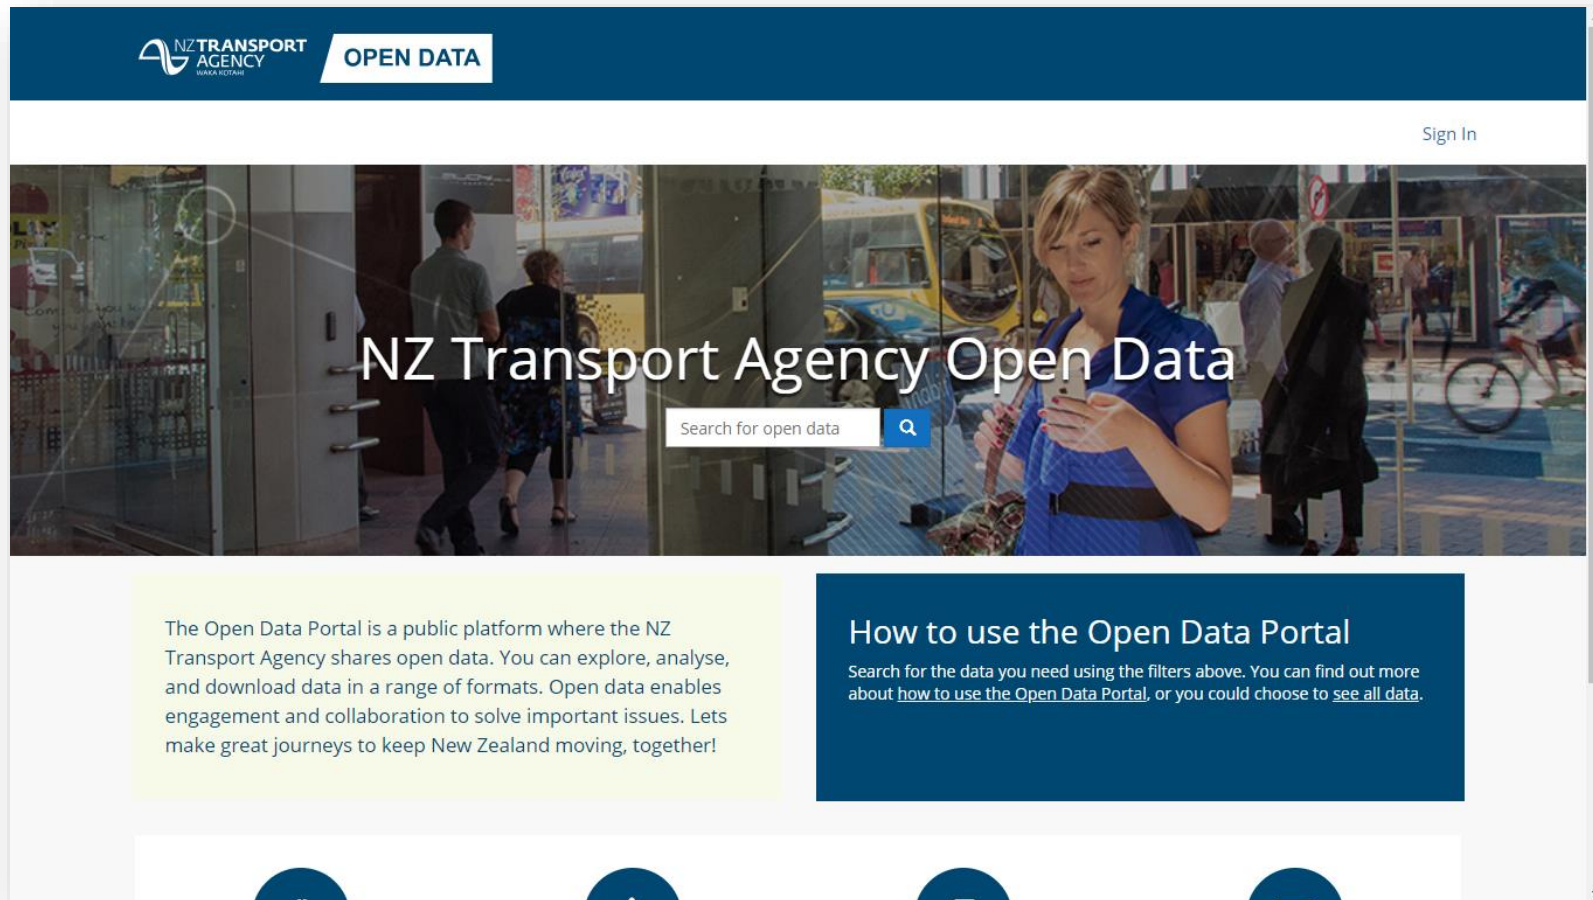 NZ TRANSPORT
AGENCY
WAKA KOTAHI
OPEN DATA
Sign In
NZ Transport Agency Open Data
Search for open data
The Open Data Portal is a public platform where the NZ
Transport Agency shares open data. You can explore, analyse,
and download data in a range of formats. Open data enables
engagement and collaboration to solve important issues. Lets
make great journeys to keep New Zealand moving, together!
How to use the Open Data Portal
Search for the data you need using the filters above. You can find out more
about how to use the Open Data Portal, or you could choose to see all data.